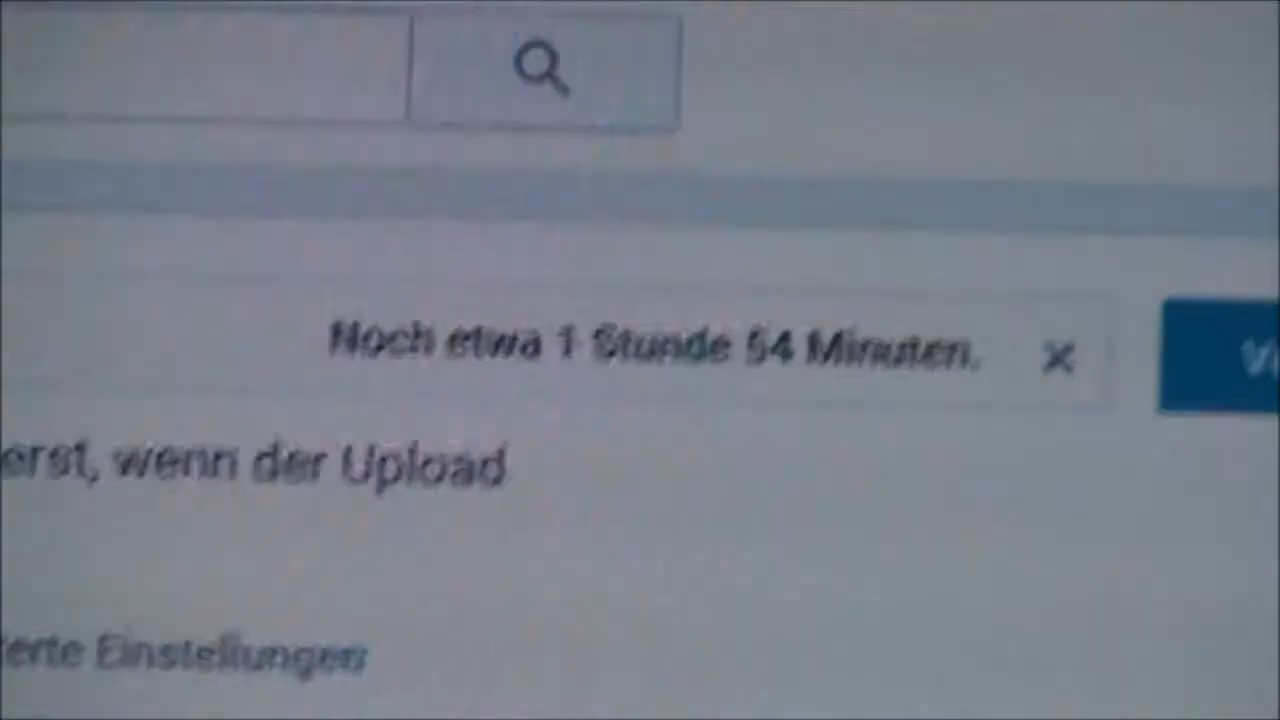 Noch etwa 1 Stunde 54 Minuten.
erst, wenn der Upload
Einstellungen